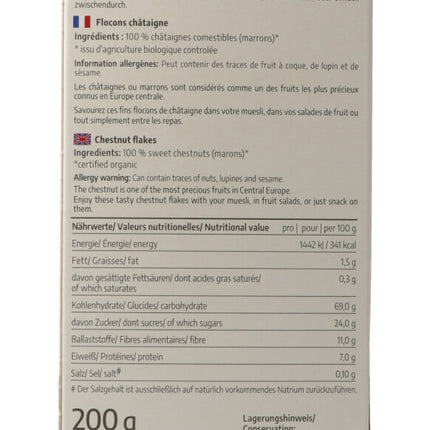 zwischendurch.
Flocons châtaigne
Ingrédients : 100 % châtaignes comestibles (marrons)*
* issu d'agriculture biologique controlée
Information allergènes: Peut contenir des traces de fruit à coque, de lupin et de
sèsame.
Les châtaignes ou marrons sont considérés comme un des fruits les plus précieux
connus en Europe centrale.
Savourez ces fins flocons de châtaigne dans votre muesli, dans vos salades de fruit ou
tout simplement entre les repas.
Chestnut flakes
Ingredients: 100 % sweet chestnuts (marons)*
*certified organic
Allergy warning: Can contain traces of nuts, lupines and sesame.
The chestnut is one of the most precious fruits in Central Europe.
Enjoy these tasty chestnut flakes with your muesli, in fruit salads, or just snack on
them.
Nährwerte/ Valeurs nutritionelles/ Nutritional value pro | pour | per 100 g
Energie/ Énergie/ energy 1442 kJ / 341 kcal
Fett/ Graisses/ fat 1,5 g
davon gesättigte Fettsäuren/ dont acides gras saturés/ 0,3 g
of which saturates
Kohlenhydrate/ Glucides/ carbohydrate 69,0 g
davon Zucker/ dont sucres/ of which sugars 24,0 g
Ballaststoffe/ Fibres alimentaires/ fibre 11,0 g
Eiweiß/ Protéines/ protein 7,0 g
Salz/ Sel/ salt# 0,10 g
# Der Salzgehalt ist ausschließlich auf natürlich vorkommendes Natrium zurückzuführen.
200 g Lagerungshinweis/
Conservation: